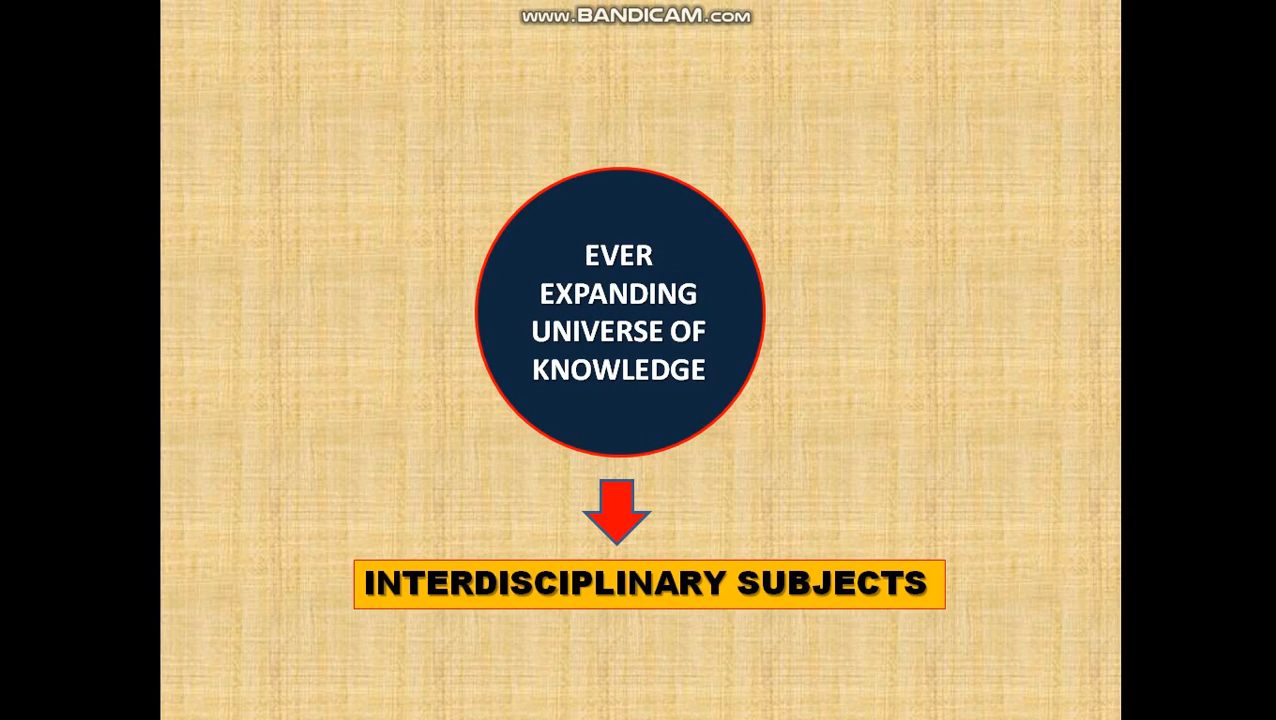 www.BANDICAM.com
EVER
EXPANDING
UNIVERSE OF
KNOWLEDGE
INTERDISCIPLINARY SUBJECTS